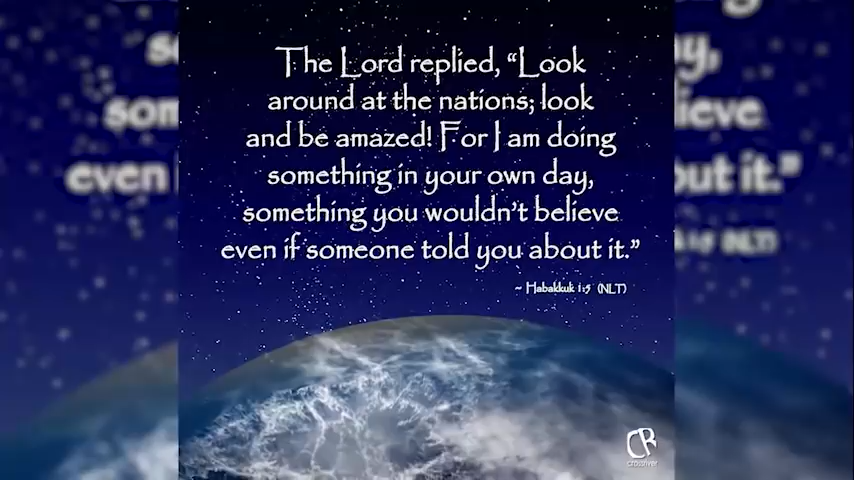 The Lord replied, “Look
around at the nations; look
and be amazed! For I am doing
something in your own day,
something you wouldn’t believe
even if someone told you about it.”
~ Habakkuk 1:5 (NLT)
CR
crossriver